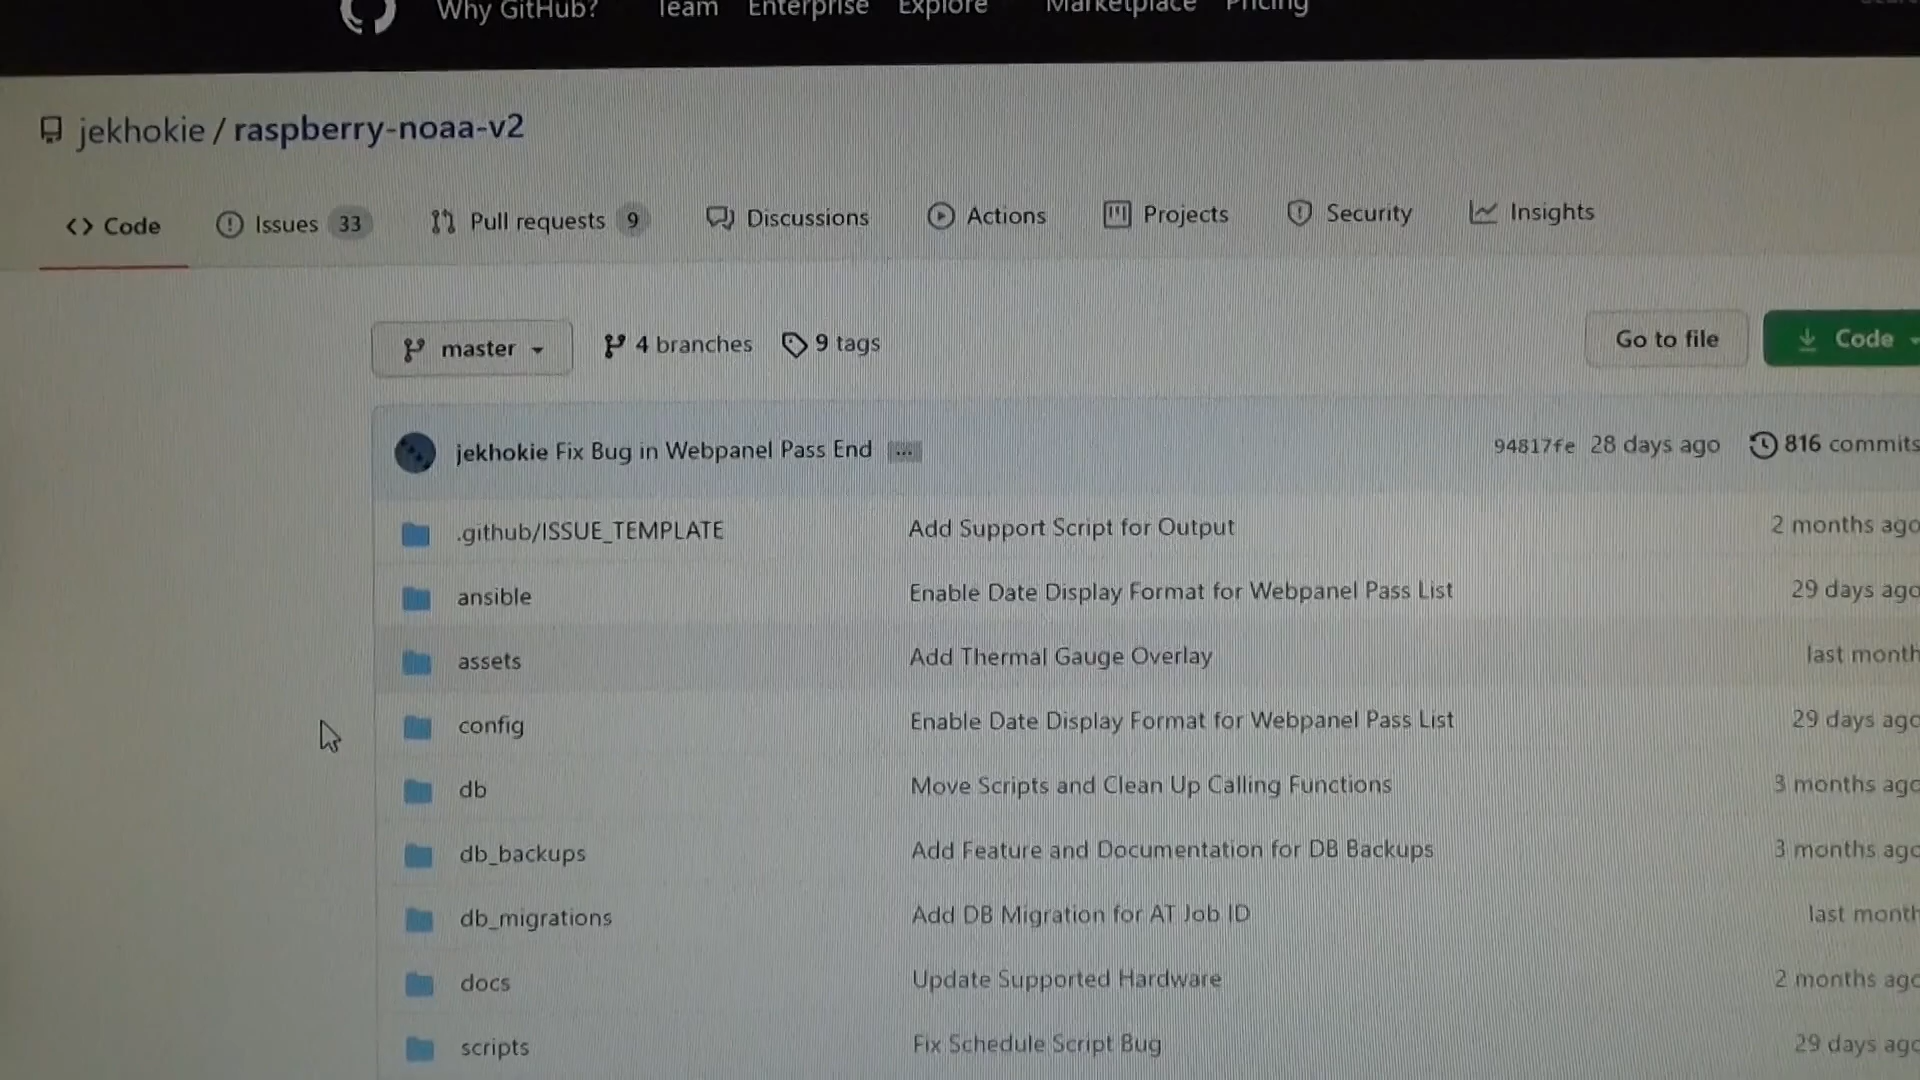 Why GitHub? Team Enterprise Explore Marketplace Pricing
jekhokie / raspberry-noaa-v2
Code Issues 33 Pull requests 9 Discussions Actions Projects Security Insights
master 4 branches 9 tags Go to file Code
jekhokie Fix Bug in Webpanel Pass End ... 94817fe 28 days ago 816 commits
.github/ISSUE_TEMPLATE Add Support Script for Output 2 months ago
ansible Enable Date Display Format for Webpanel Pass List 29 days ago
assets Add Thermal Gauge Overlay last month
config Enable Date Display Format for Webpanel Pass List 29 days ago
db Move Scripts and Clean Up Calling Functions 3 months ago
db_backups Add Feature and Documentation for DB Backups 3 months ago
db_migrations Add DB Migration for AT Job ID last month
docs Update Supported Hardware 2 months ago
scripts Fix Schedule Script Bug 29 days ago